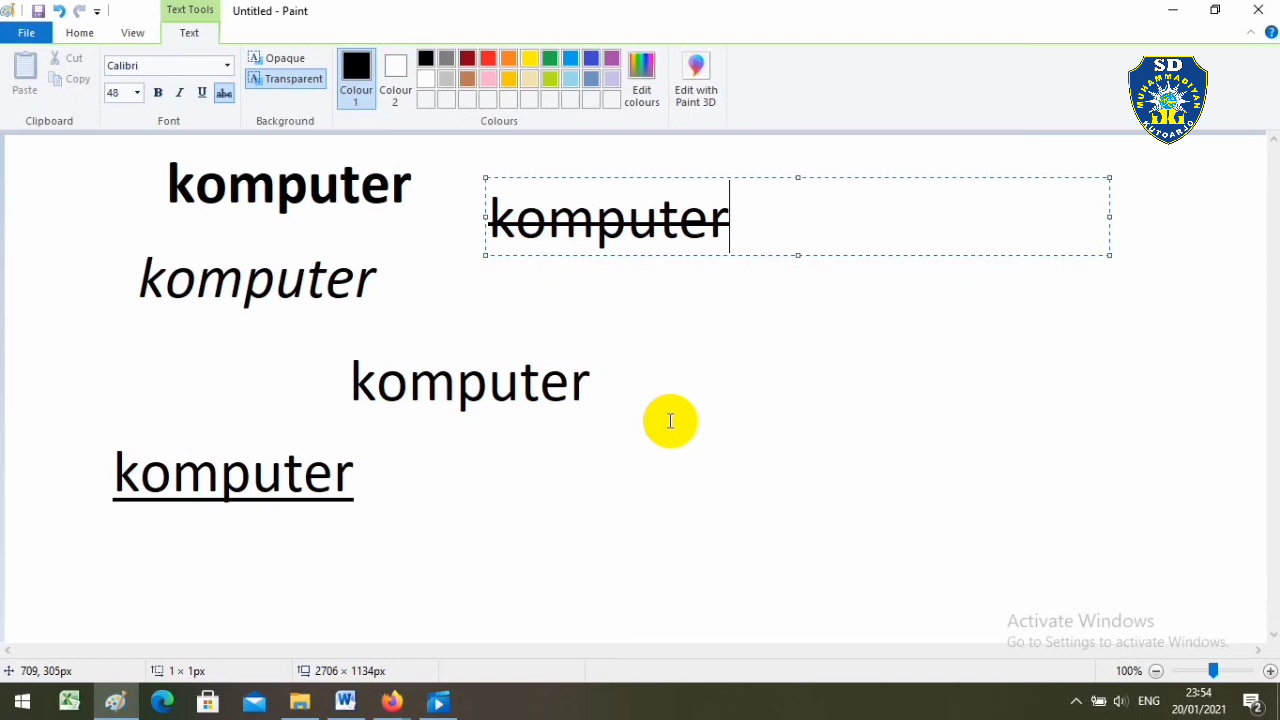 Text Tools
Untitled - Paint
File
Home
View
Text
Paste
Cut
Copy
Clipboard
Calibri
48
B I U abc
Font
Opaque
Transparent
Background
Colour 1
Colour 2
Edit colours
Colours
Edit with Paint 3D
SD
MUHAMMADIYAH
KUTOARJO
komputer
komputer
komputer
komputer
komputer
Activate Windows
Go to Settings to activate Windows.
709, 305px
1 × 1px
2706 × 1134px
100%
ENG
23:54
20/01/2021
2